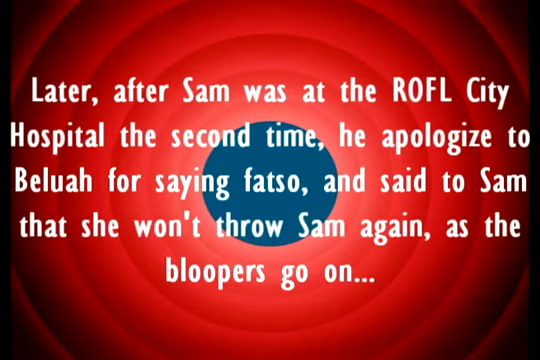 Later, after Sam was at the ROFL City
Hospital the second time, he apologize to
Beluah for saying fatso, and said to Sam
that she won't throw Sam again, as the
bloopers go on...